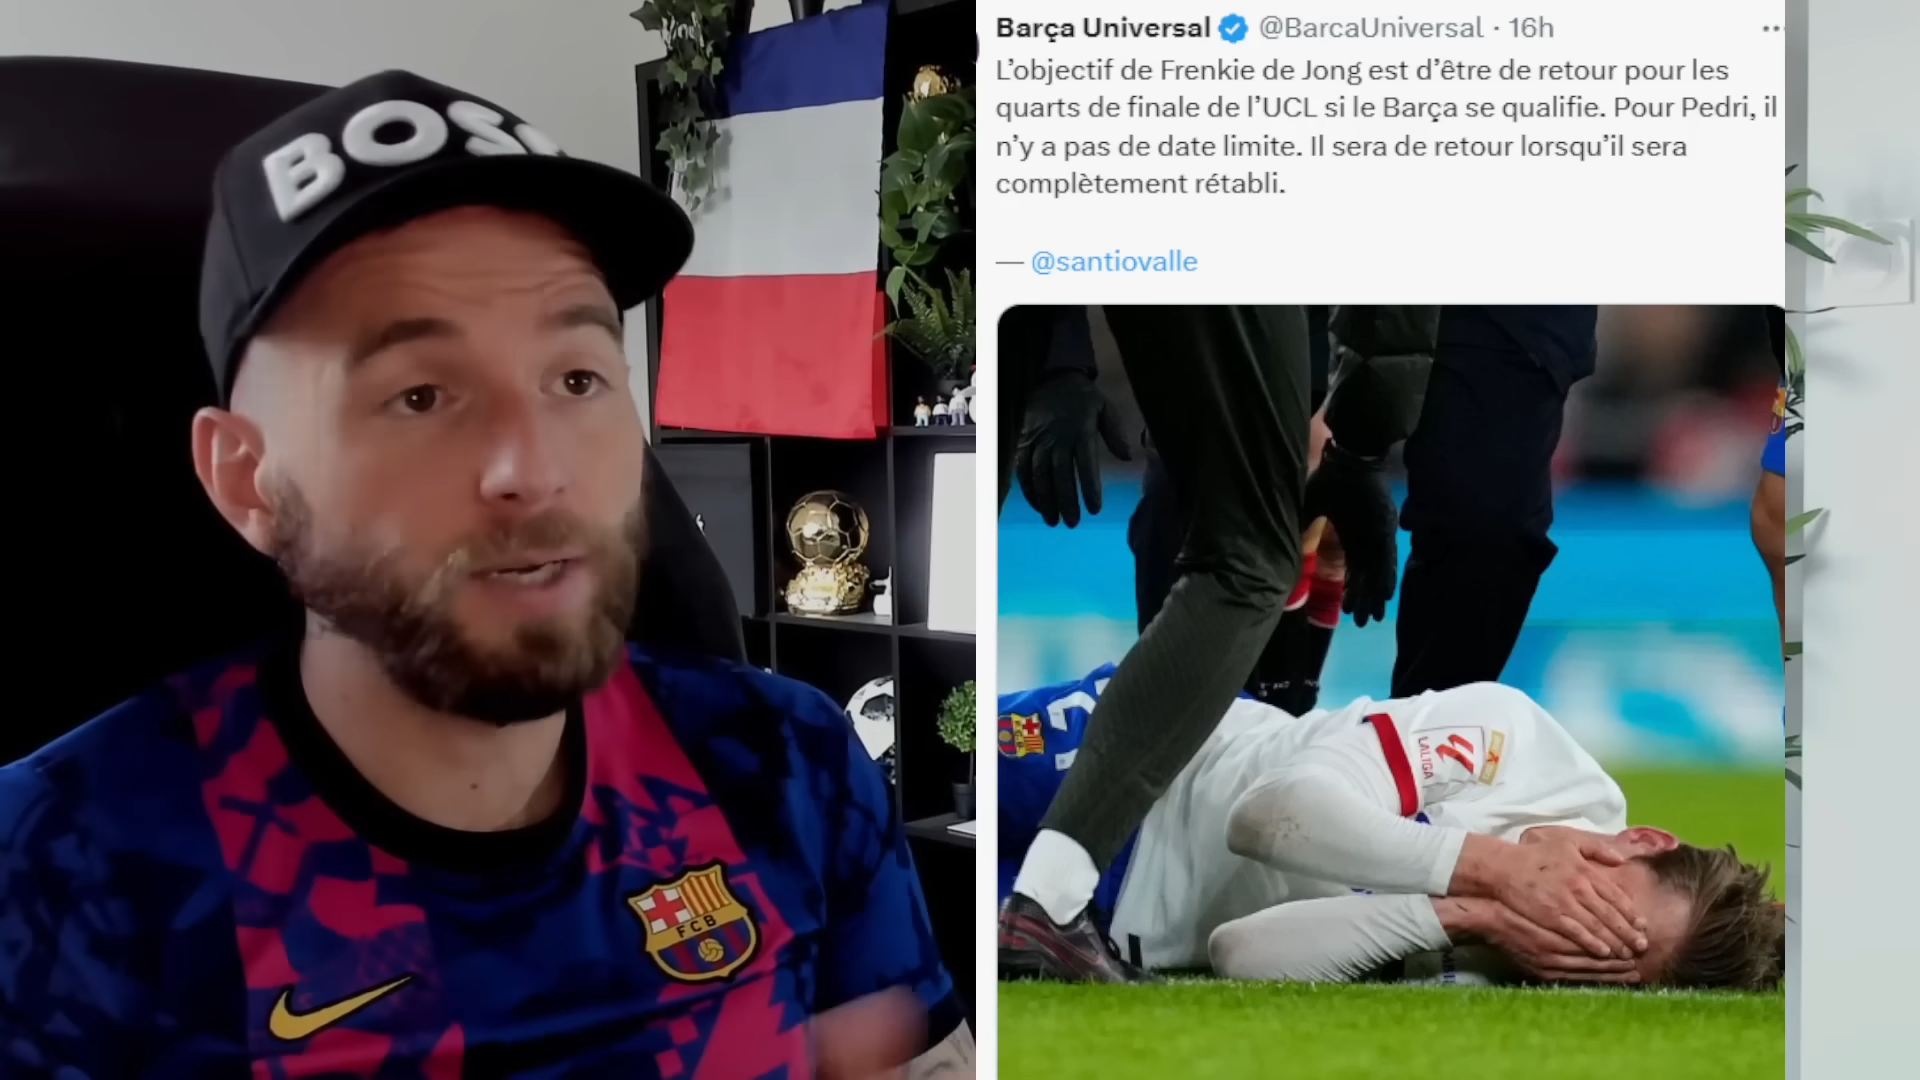 BOSS
Barça Universal @BarcaUniversal · 16h
L’objectif de Frenkie de Jong est d’être de retour pour les
quarts de finale de l’UCL si le Barça se qualifie. Pour Pedri, il
n’y a pas de date limite. Il sera de retour lorsqu’il sera
complètement rétabli.
— @santiovalle
LALIGA
FCB